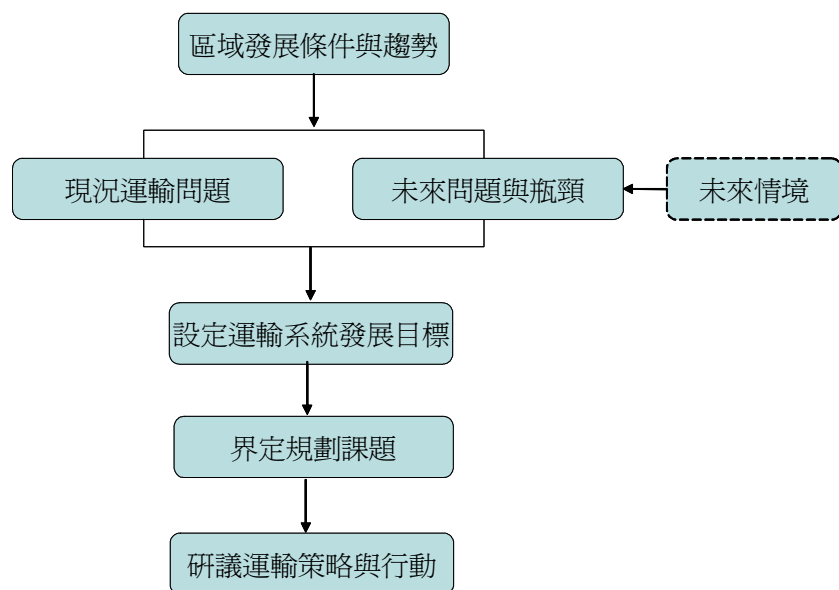 區域發展條件與趨勢
現況運輸問題
未來問題與瓶頸
未來情境
設定運輸系統發展目標
界定規劃課題
研議運輸策略與行動